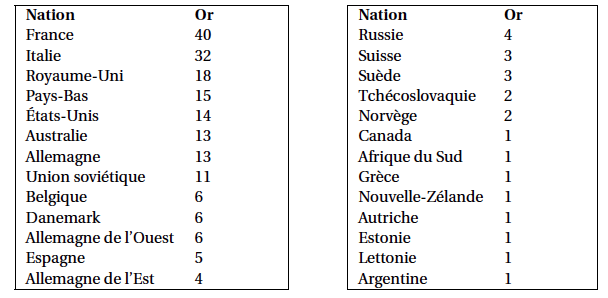 Nation Or
France 40
Italie 32
Royaume-Uni 18
Pays-Bas 15
États-Unis 14
Australie 13
Allemagne 13
Union soviétique 11
Belgique 6
Danemark 6
Allemagne de l'Ouest 6
Espagne 5
Allemagne de l'Est 4
Nation Or
Russie 4
Suisse 3
Suède 3
Tchécoslovaquie 2
Norvège 2
Canada 1
Afrique du Sud 1
Grèce 1
Nouvelle-Zélande 1
Autriche 1
Estonie 1
Lettonie 1
Argentine 1